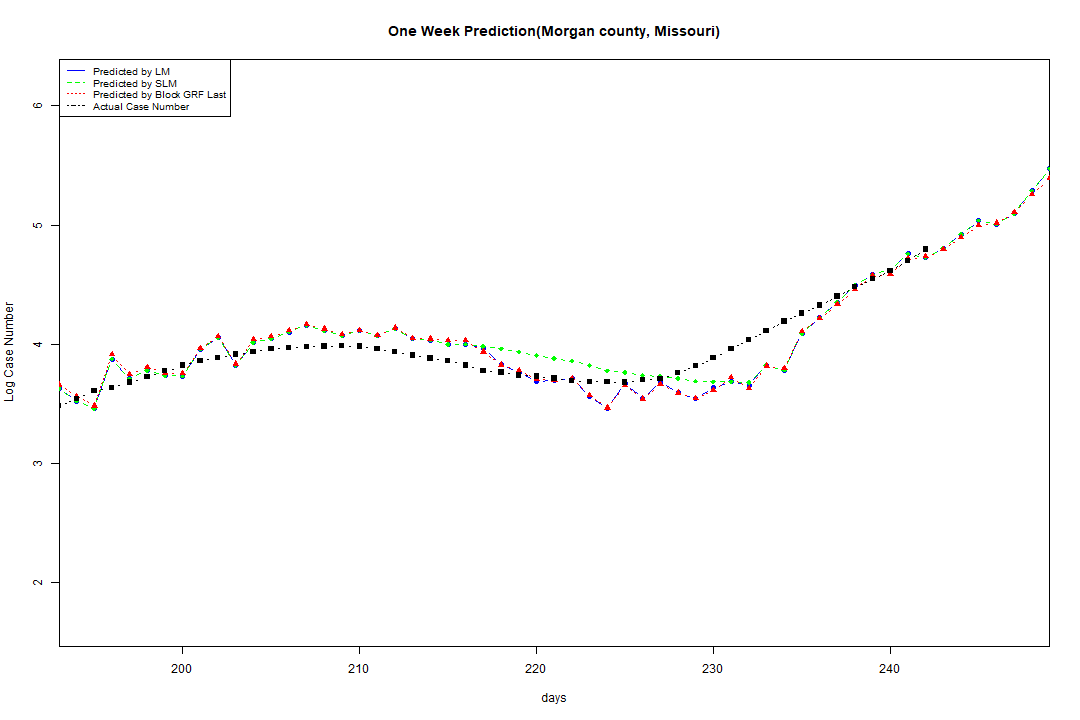 One Week Prediction(Morgan county, Missouri)
Predicted by LM
Predicted by SLM
Predicted by Block GRF Last
Actual Case Number
6
5
4
3
2
Log Case Number
200 210 220 230 240
days